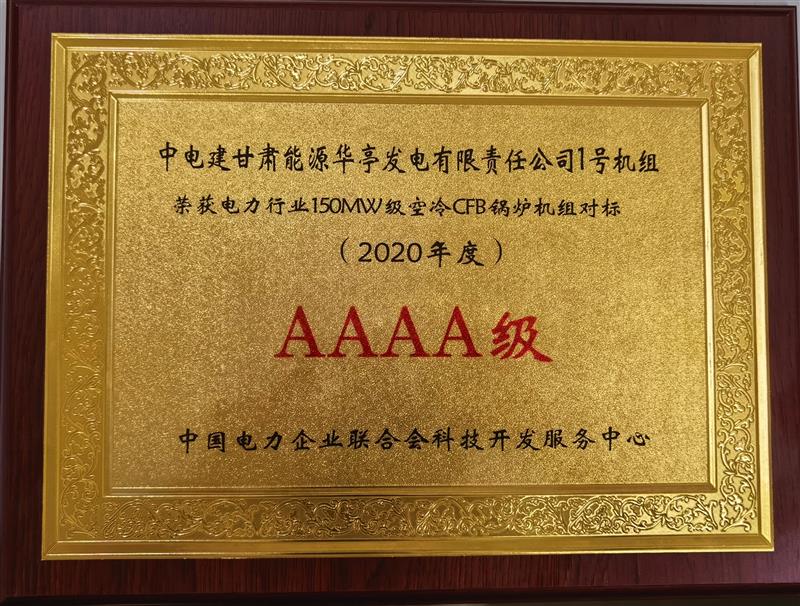 中电建甘肃能源华亭发电有限责任公司1号机组
荣获电力行业150MW级空冷CFB锅炉机组对标
（2020年度）
AAAA级
中国电力企业联合会科技开发服务中心